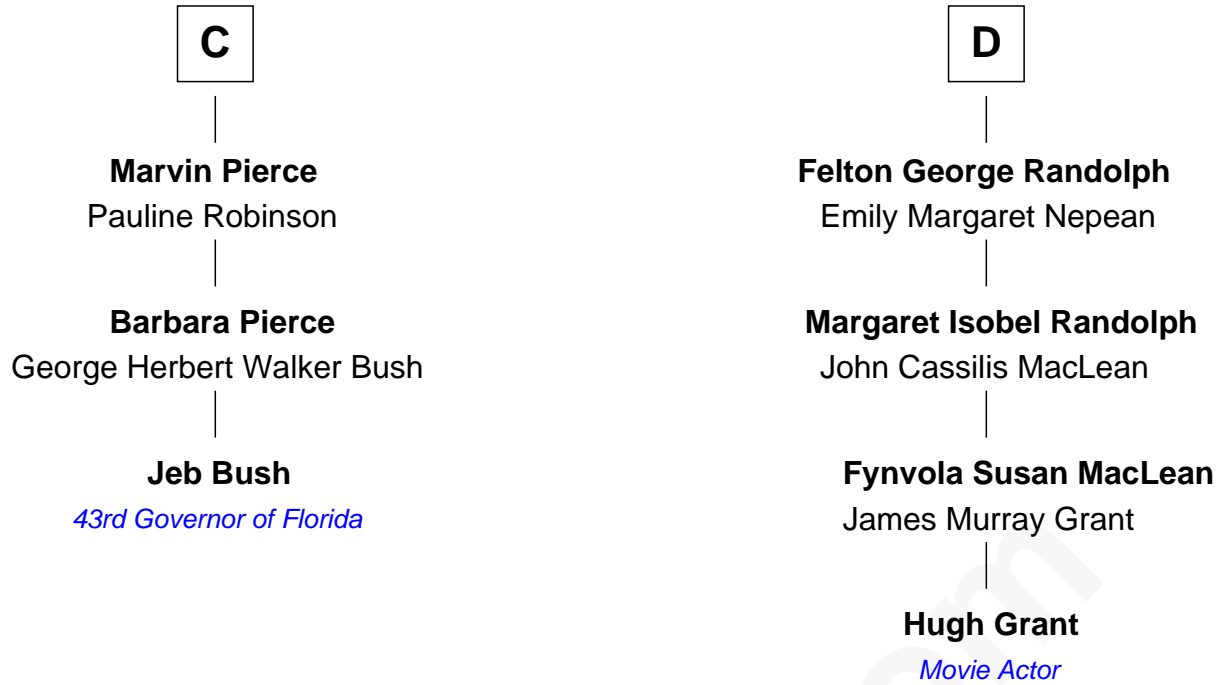 C
Marvin Pierce
Pauline Robinson
Barbara Pierce
George Herbert Walker Bush
Jeb Bush
43rd Governor of Florida
D
Felton George Randolph
Emily Margaret Nepean
Margaret Isobel Randolph
John Cassilis MacLean
Fynvola Susan MacLean
James Murray Grant
Hugh Grant
Movie Actor